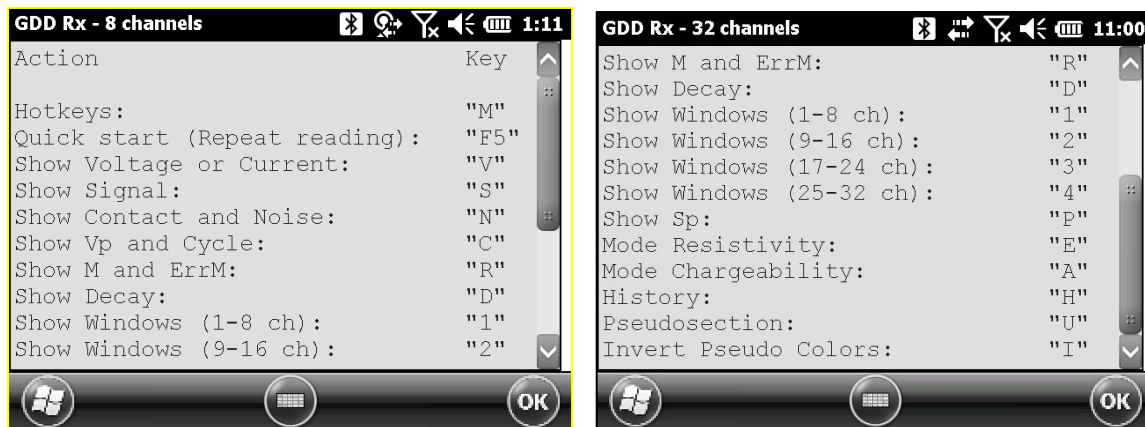 GDD Rx - 8 channels 1:11
Action Key
Hotkeys: "M"
Quick start (Repeat reading): "F5"
Show Voltage or Current: "V"
Show Signal: "S"
Show Contact and Noise: "N"
Show Vp and Cycle: "C"
Show M and ErrM: "R"
Show Decay: "D"
Show Windows (1-8 ch): "1"
Show Windows (9-16 ch): "2"
OK
GDD Rx - 32 channels 11:00
Show M and ErrM: "R"
Show Decay: "D"
Show Windows (1-8 ch): "1"
Show Windows (9-16 ch): "2"
Show Windows (17-24 ch): "3"
Show Windows (25-32 ch): "4"
Show Sp: "P"
Mode Resistivity: "E"
Mode Chargeability: "A"
History: "H"
Pseudosection: "U"
Invert Pseudo Colors: "I"
OK